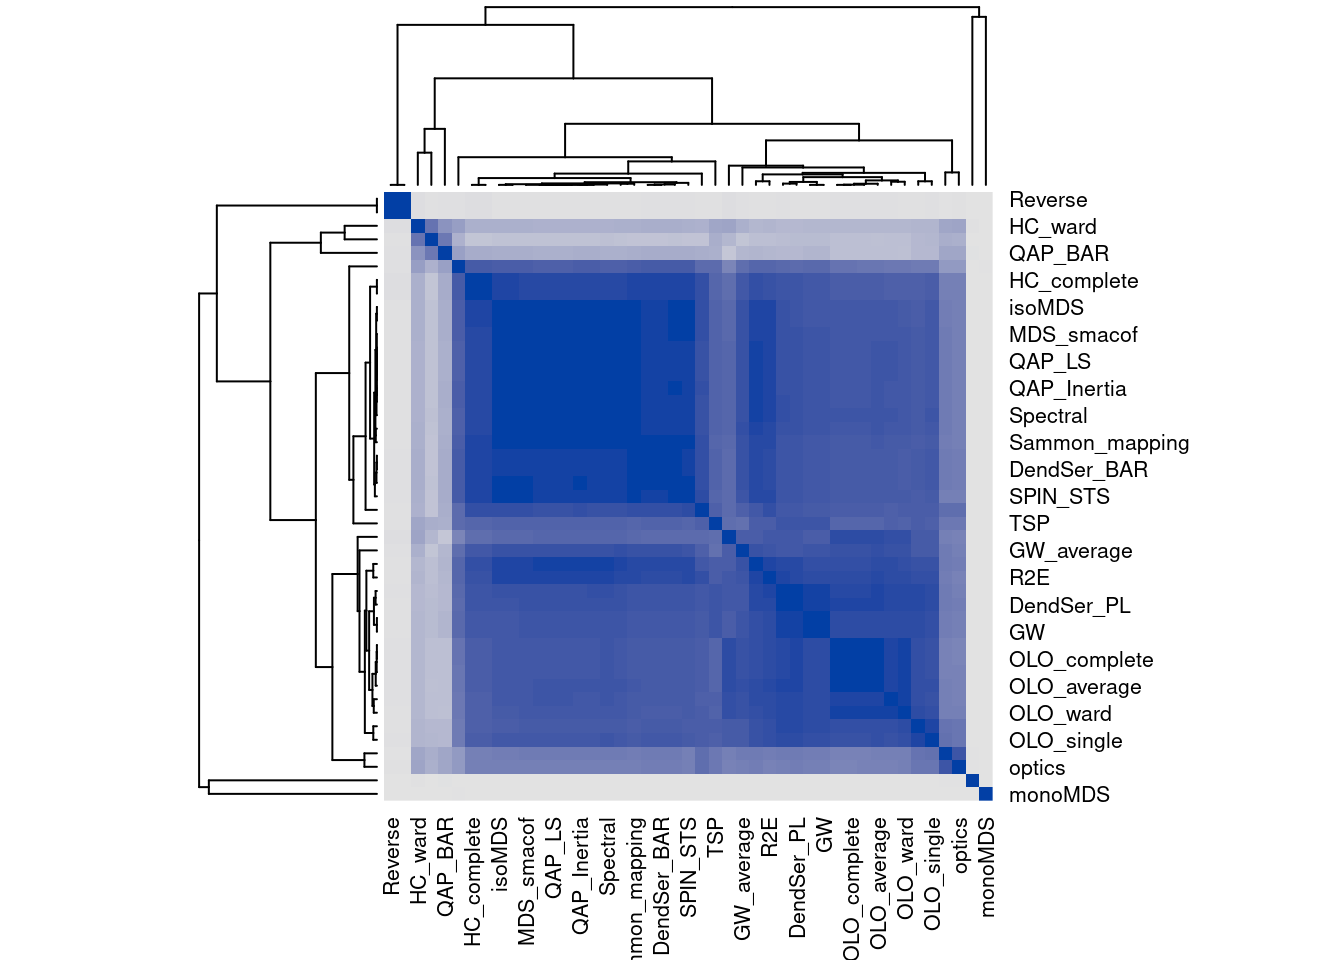 Reverse
HC_ward
QAP_BAR
HC_complete
isoMDS
MDS_smacof
QAP_LS
QAP_Inertia
Spectral
Sammon_mapping
DendSer_BAR
SPIN_STS
TSP
GW_average
R2E
DendSer_PL
GW
OLO_complete
OLO_average
OLO_ward
OLO_single
optics
monoMDS
Reverse
HC_ward
QAP_BAR
HC_complete
isoMDS
MDS_smacof
QAP_LS
QAP_Inertia
Spectral
mmon_mapping
DendSer_BAR
SPIN_STS
TSP
GW_average
R2E
DendSer_PL
GW
OLO_complete
OLO_average
OLO_ward
OLO_single
optics
monoMDS